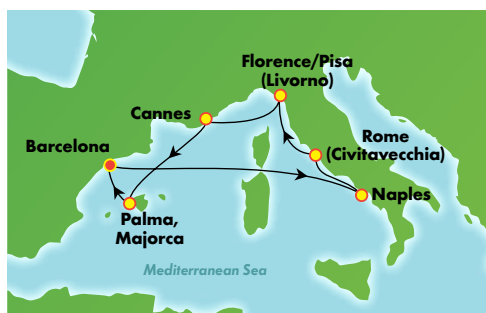 Florence/Pisa
(Livorno)
Cannes
Rome
(Civitavecchia)
Barcelona
Naples
Palma,
Majorca
Mediterranean Sea